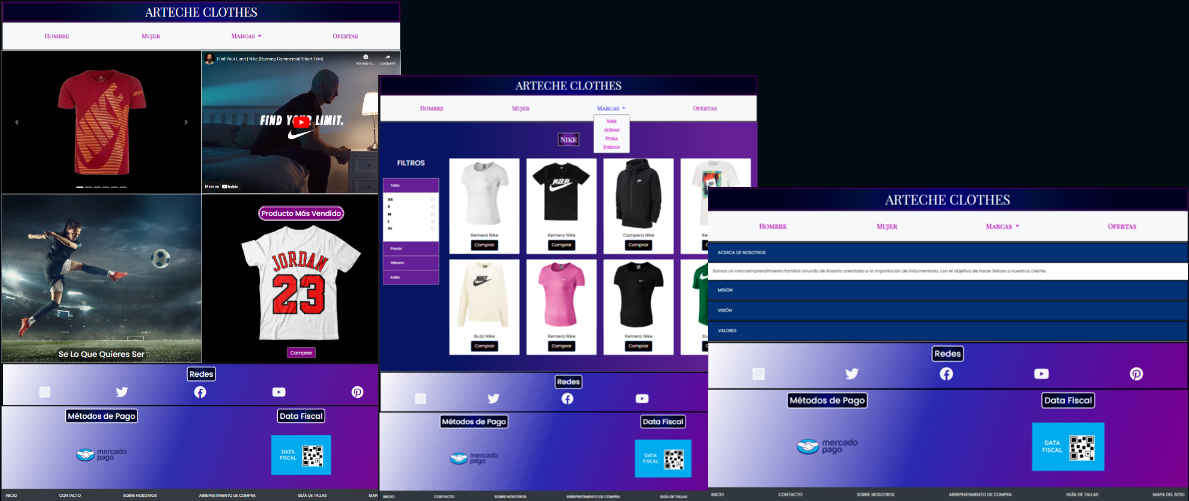 ARTECHE CLOTHES
Hombre Mujer Marcas Ofertas
Find Your Limit | Nike (Running Commercial/Short Film)
FIND YOUR LIMIT.
YouTube
Producto Más Vendido
JORDAN
23
Se Lo Que Quieres Ser
Comprar
Redes
Métodos de Pago
Data Fiscal
mercado
pago
DATA
FISCAL
INICIO CONTACTO SOBRE NOSOTROS ARREPENTIMIENTO DE COMPRA GUÍA DE TALLAS
ARTECHE CLOTHES
Hombre Mujer Marcas Ofertas
Nike
Adidas
Puma
Jordan
NIKE
FILTROS
Talle
XS
S
M
L
XL
Precio
Género
Estilo
Remera Nike
Comprar
Remera Nike
Comprar
Campera Nike
Comprar
Comprar
Buzo Nike
Comprar
Remera Nike
Comprar
Remera Nike
Comprar
Comprar
Redes
Métodos de Pago
Data Fiscal
mercado
pago
DATA
FISCAL
INICIO CONTACTO SOBRE NOSOTROS ARREPENTIMIENTO DE COMPRA GUÍA DE
ARTECHE CLOTHES
Hombre Mujer Marcas Ofertas
ACERCA DE NOSOTROS
Somos un microemprendimiento familiar oriundo de Rosario orientado a la importación de indumentaria, con el objetivo de hacer felices a nuestros cliente.
MISIÓN
VISIÓN
VALORES
Redes
Métodos de Pago
Data Fiscal
mercado
pago
DATA
FISCAL
INICIO CONTACTO SOBRE NOSOTROS ARREPENTIMIENTO DE COMPRA GUÍA DE TALLAS MAPA DEL SITIO